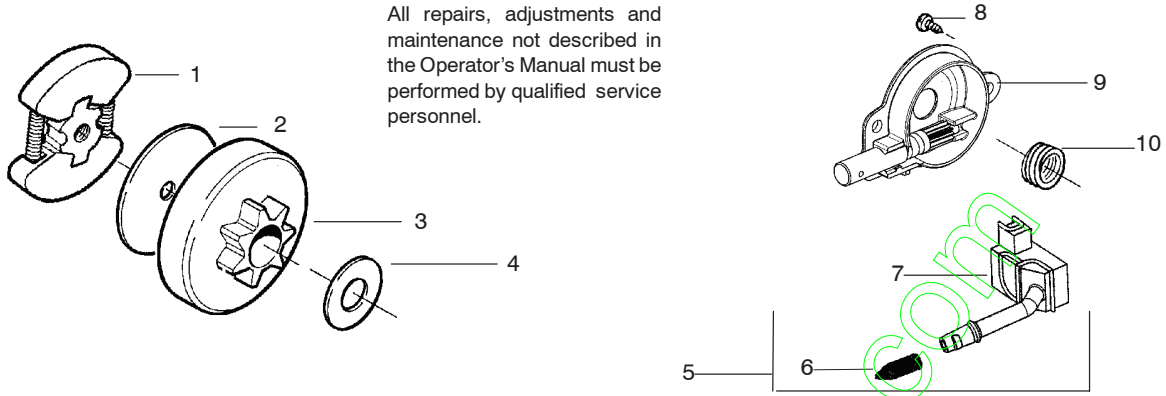 All repairs, adjustments and
maintenance not described in
the Operator's Manual must be
performed by qualified service
personnel.
1
2
3
4
8
9
10
7
6
5
com